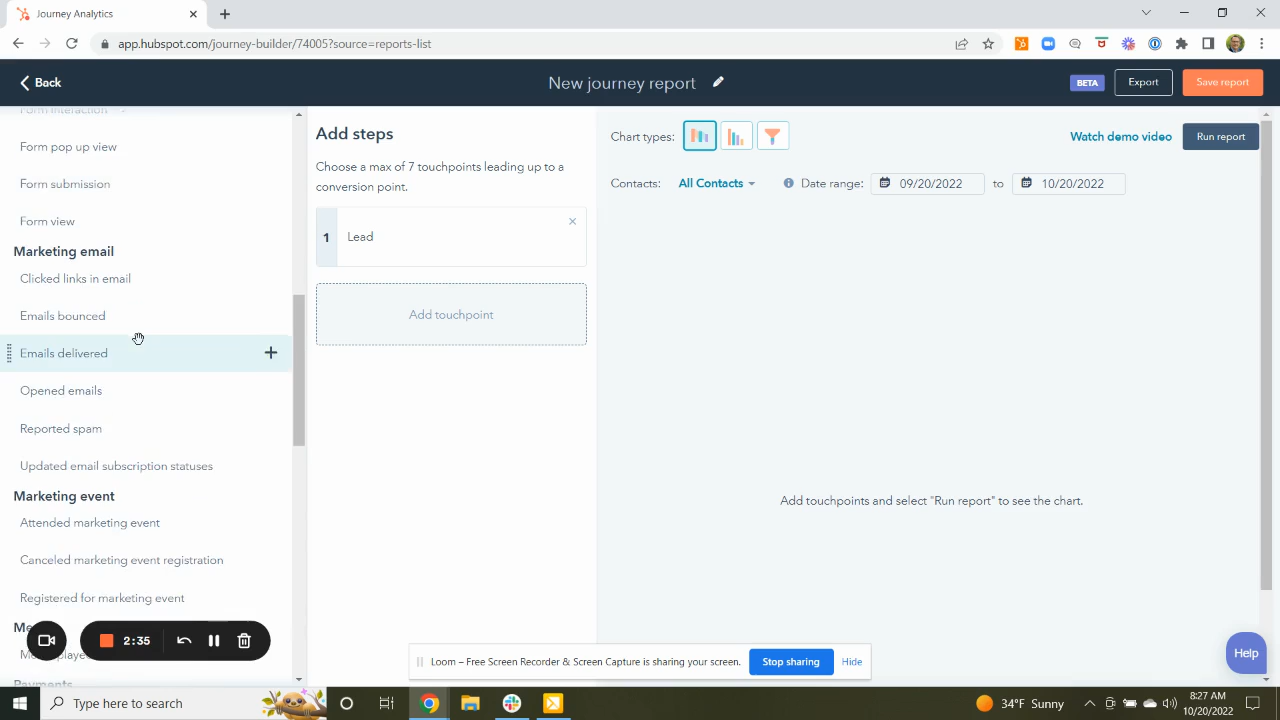 Journey Analytics
app.hubspot.com/journey-builder/74005?source=reports-list
Back
New journey report
BETA
Export
Save report
Form interaction
Form pop up view
Form submission
Form view
Marketing email
Clicked links in email
Emails bounced
Emails delivered
Opened emails
Reported spam
Updated email subscription statuses
Marketing event
Attended marketing event
Canceled marketing event registration
Registered for marketing event
Payments
2:35
Add steps
Choose a max of 7 touchpoints leading up to a
conversion point.
1 Lead
Add touchpoint
Chart types:
Watch demo video
Run report
Contacts: All Contacts
Date range: 09/20/2022 to 10/20/2022
Add touchpoints and select "Run report" to see the chart.
Loom – Free Screen Recorder & Screen Capture is sharing your screen.
Stop sharing
Hide
Help
Type here to search
34°F Sunny
8:27 AM
10/20/2022